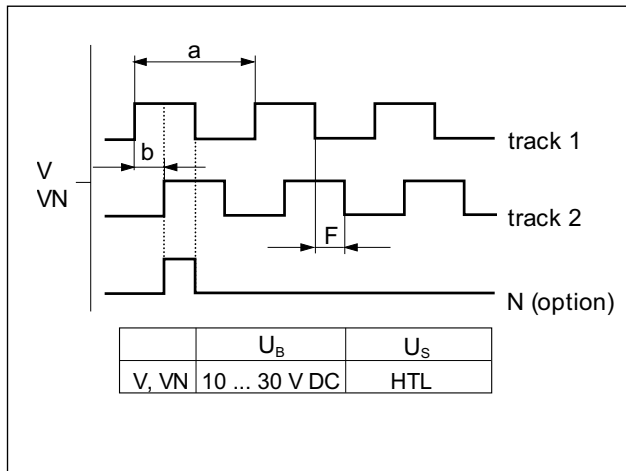 a
track 1
b
V
VN
track 2
F
N (option)
U_B U_S
V, VN 10 ... 30 V DC HTL